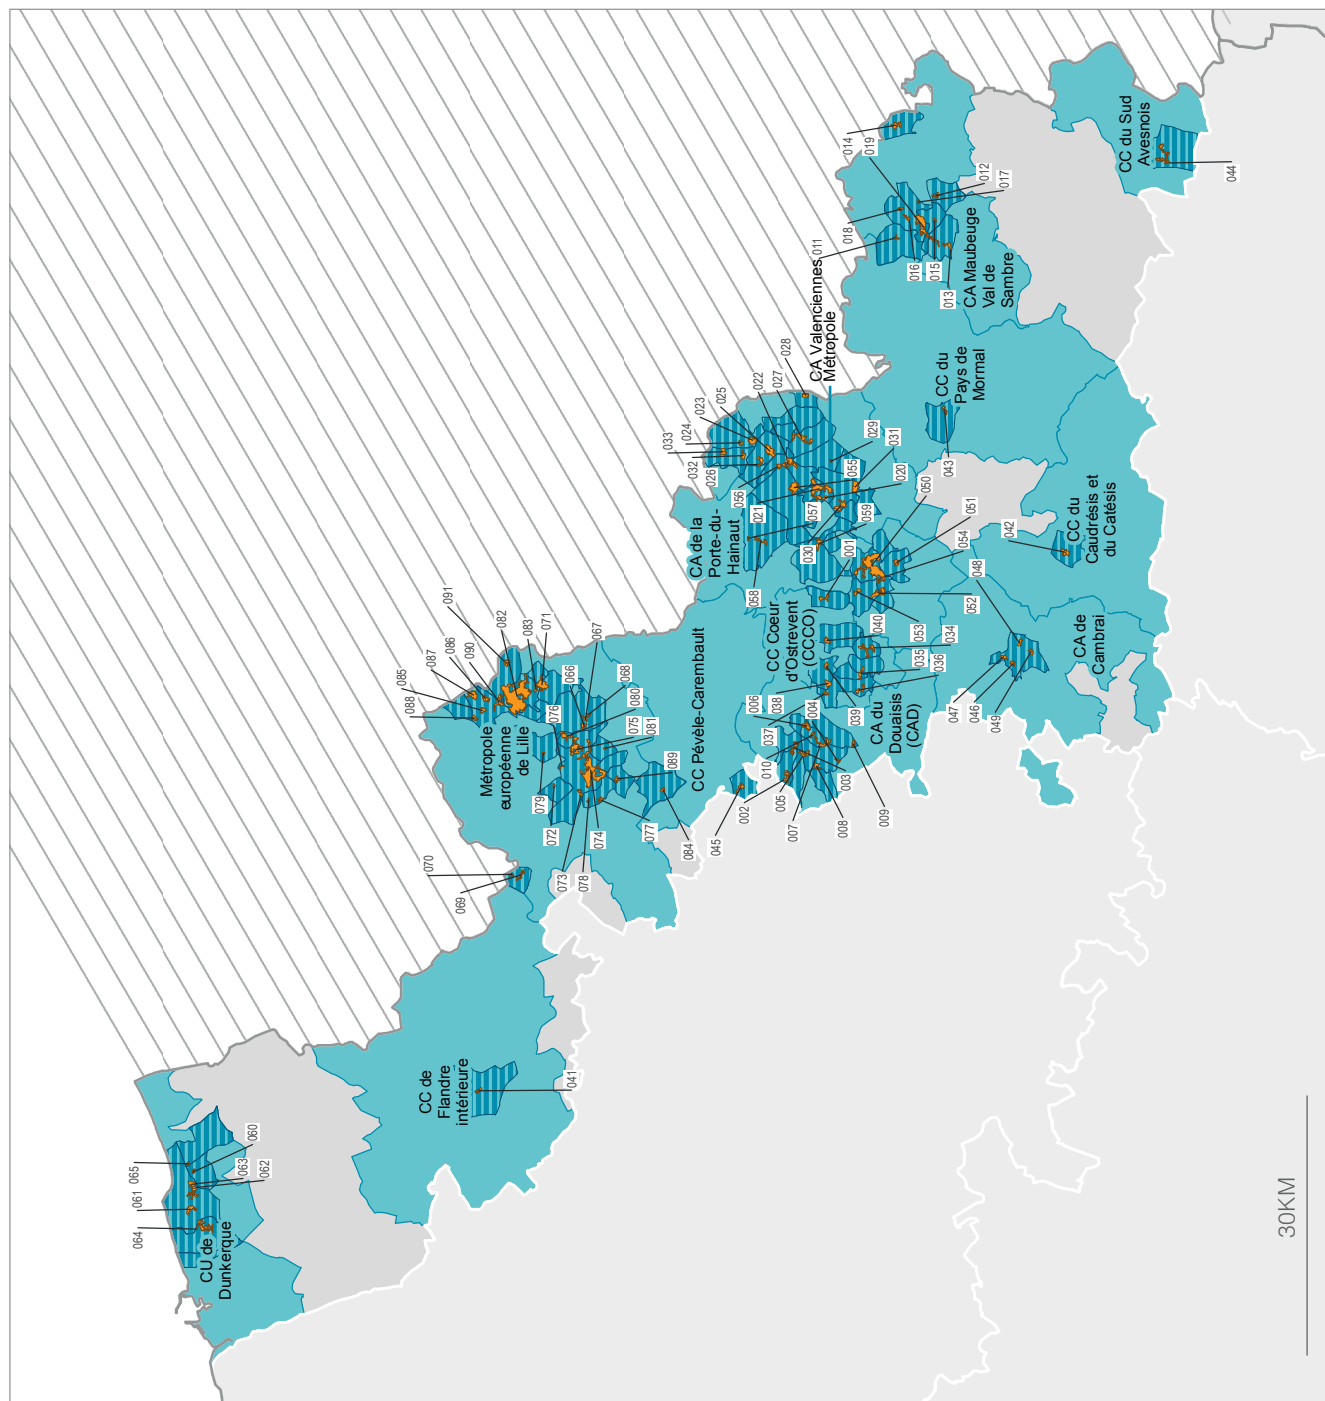 014
019
012
017
018
011
016
015
013
CA Maubeuge
Val de
Sambre
CC du Sud
Avesnois
044
CA Valenciennes
Métropole
028
027
022
025
023
024
033
032
026
056
021
029
031
055
020
057
059
030
050
051
054
CC du
Pays de
Mormal
043
CA de la
Porte-du-
Hainaut
058
001
048
042
CC du
Caudrésis et
du Catésis
052
053
034
040
035
036
CC Coeur
d'Ostrevent
(CCCO)
CA de
Cambrai
047
046
049
091
082
083
071
067
066
068
080
075
081
089
087
086
090
085
088
076
Métropole
européenne
de Lille
079
072
073
078
074
077
084
CC Pévèle-Carembault
006
038
004
037
010
039
CA du
Douaisis
(CAD)
002
045
005
007
008
003
009
070
069
CC de
Flandre
intérieure
041
065
061
064
060
063
062
CU de
Dunkerque
30KM